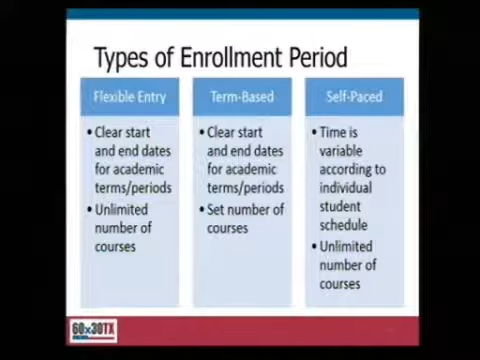 Types of Enrollment Period
Flexible Entry
• Clear start
and end dates
for academic
terms/periods
• Unlimited
number of
courses
Term-Based
• Clear start
and end dates
for academic
terms/periods
• Set number of
courses
Self-Paced
• Time is
variable
according to
individual
student
schedule
• Unlimited
number of
courses
60x30TX